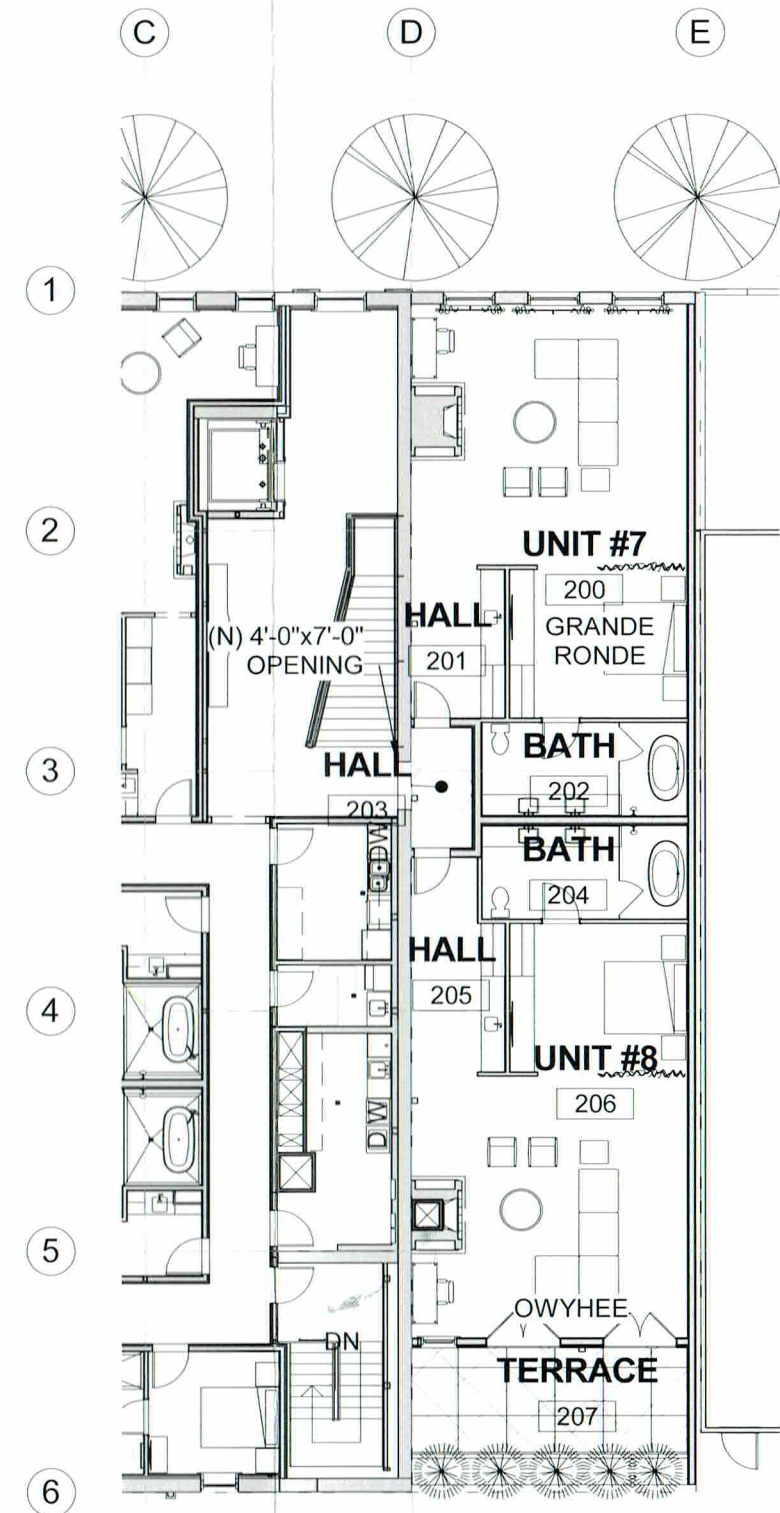 C
D
E
1
2
UNIT #7
200
HALL
(N) 4'-0"x7'-0"
GRANDE
OPENING
201
RONDE
BATH
HALL
3
202
203
DW
BATH
204
HALL
4
205
UNIT #8
206
DW
5
OWYHEE
DN
TERRACE
207
6